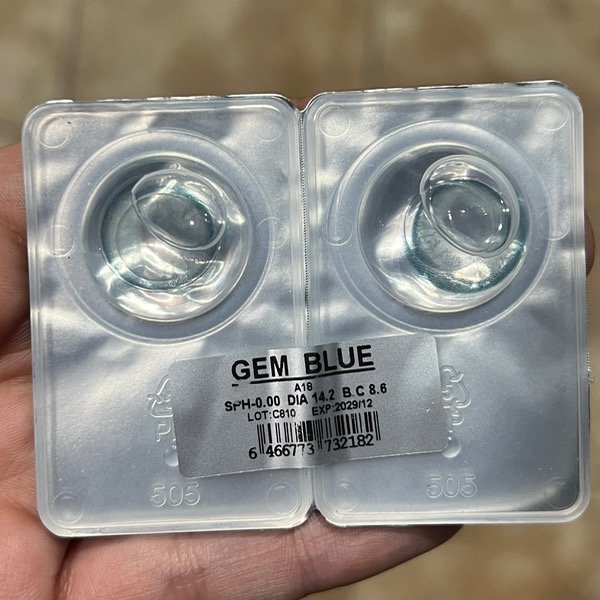 GEM BLUE
A18
SPH-0.00 DIA 14.2 B.C 8.6
LOT:C810 EXP:2029/12
6 466773 732182
505 505